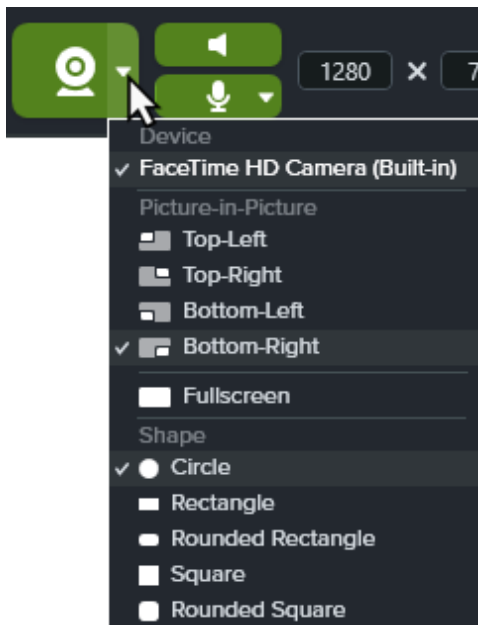 1280 × 7
Device
✓ FaceTime HD Camera (Built-in)
Picture-in-Picture
Top-Left
Top-Right
Bottom-Left
✓ Bottom-Right
Fullscreen
Shape
✓ Circle
Rectangle
Rounded Rectangle
Square
Rounded Square